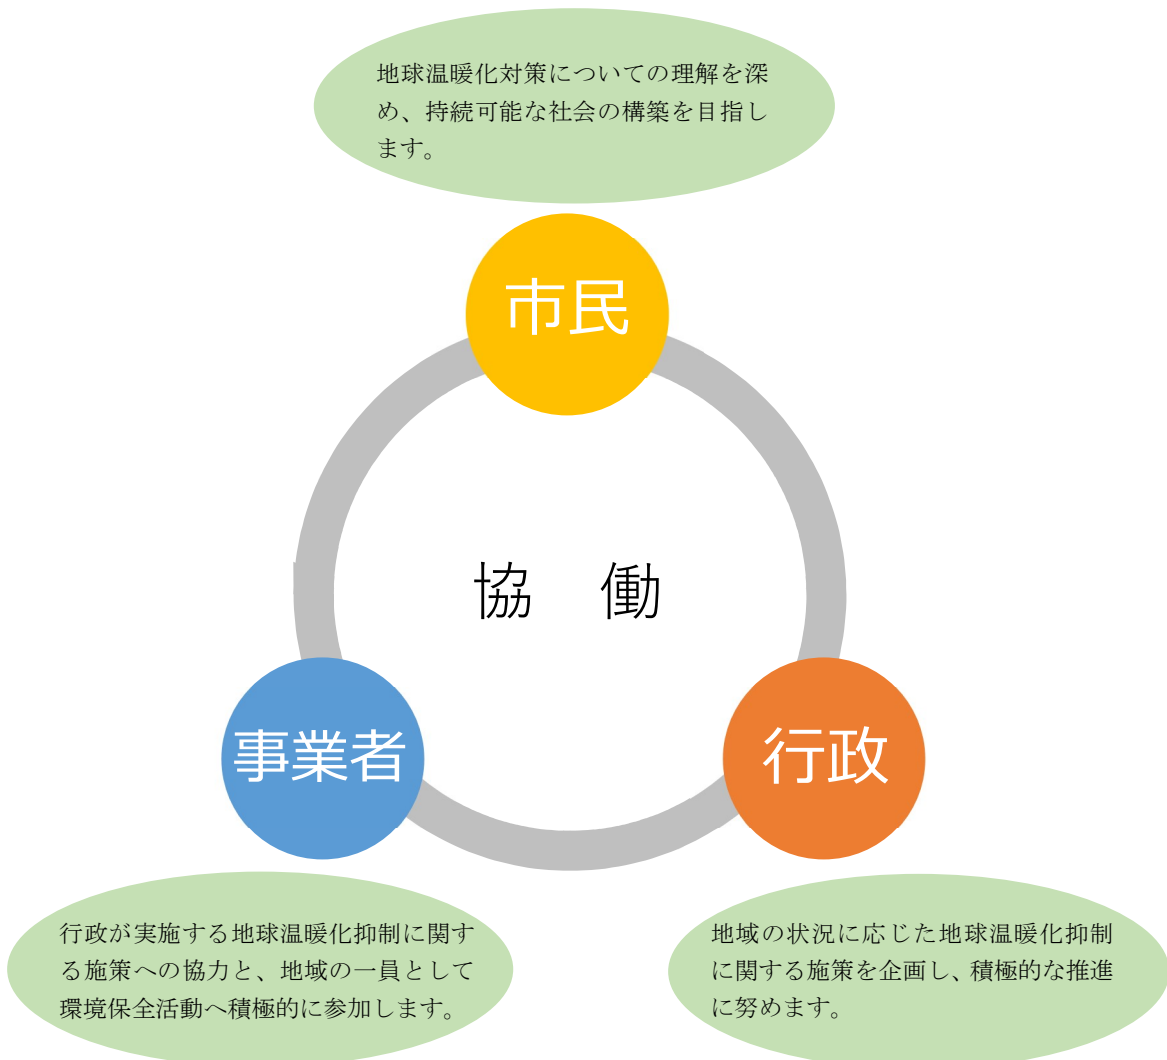 地球温暖化対策についての理解を深
め、持続可能な社会の構築を目指し
ます。
市民
協　働
事業者
行政
行政が実施する地球温暖化抑制に関す
る施策への協力と、地域の一員として
環境保全活動へ積極的に参加します。
地域の状況に応じた地球温暖化抑制
に関する施策を企画し、積極的な推進
に努めます。